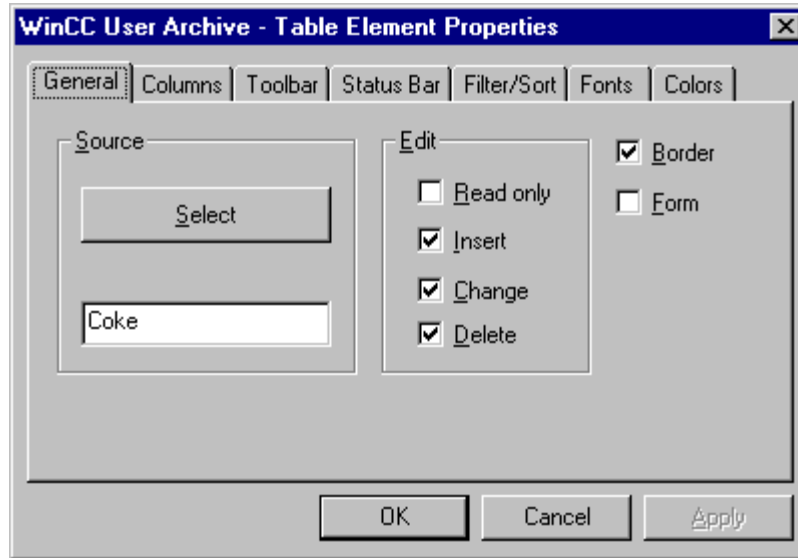 WinCC User Archive - Table Element Properties
General Columns Toolbar Status Bar Filter/Sort Fonts Colors
Source
Select
Coke
Edit
Read only
Insert
Change
Delete
Border
Form
OK Cancel Apply